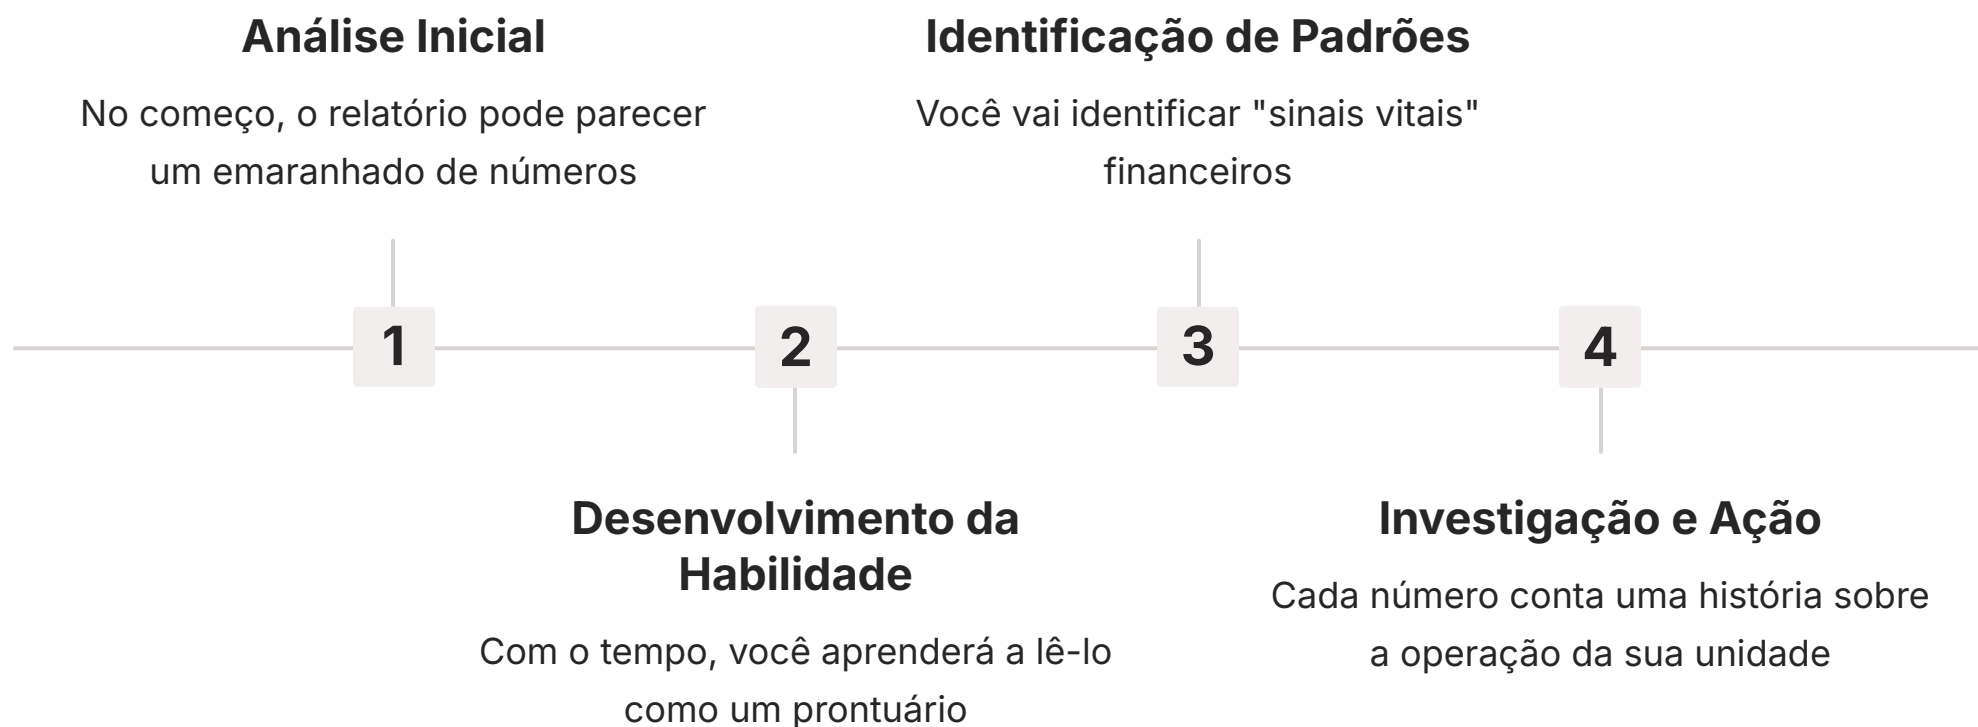 Análise Inicial
No começo, o relatório pode parecer
um emaranhado de números
1
Desenvolvimento da
Habilidade
Com o tempo, você aprenderá a lê-lo
como um prontuário
2
Identificação de Padrões
Você vai identificar "sinais vitais"
financeiros
3
Investigação e Ação
Cada número conta uma história sobre
a operação da sua unidade
4